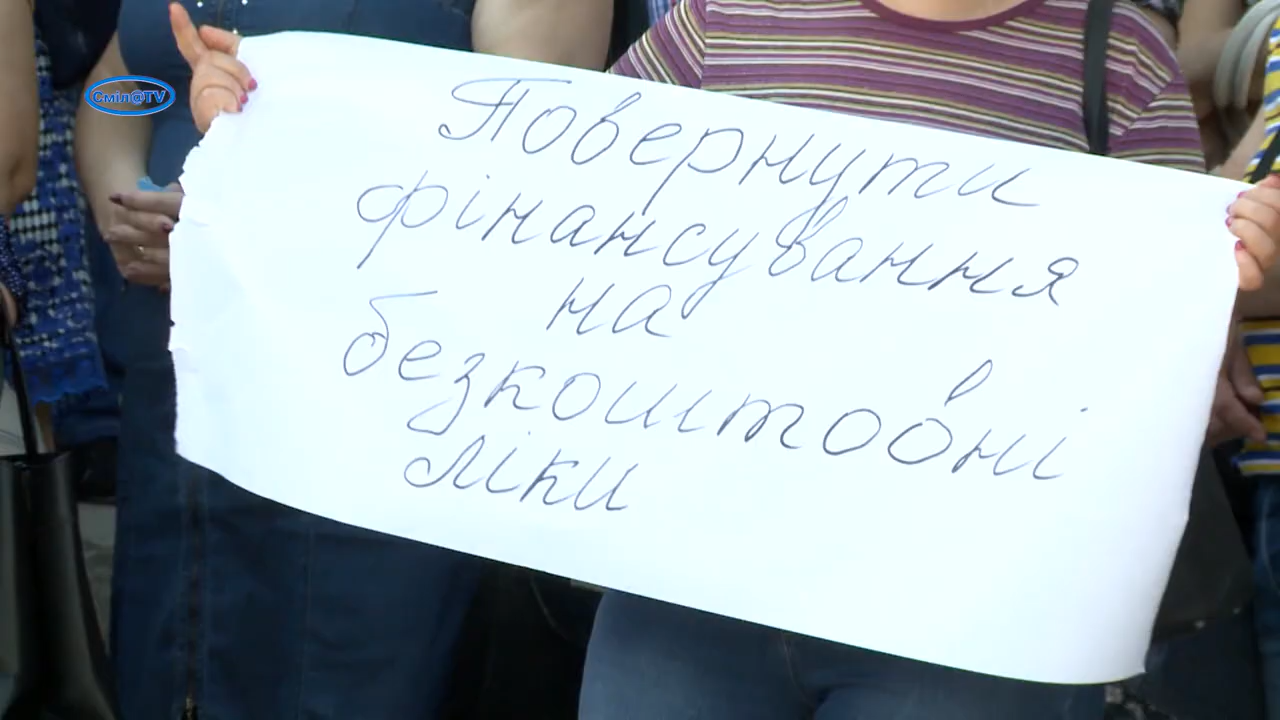 Сміл@TV
Повернути
фінансування
на
безкоштовні
ліки